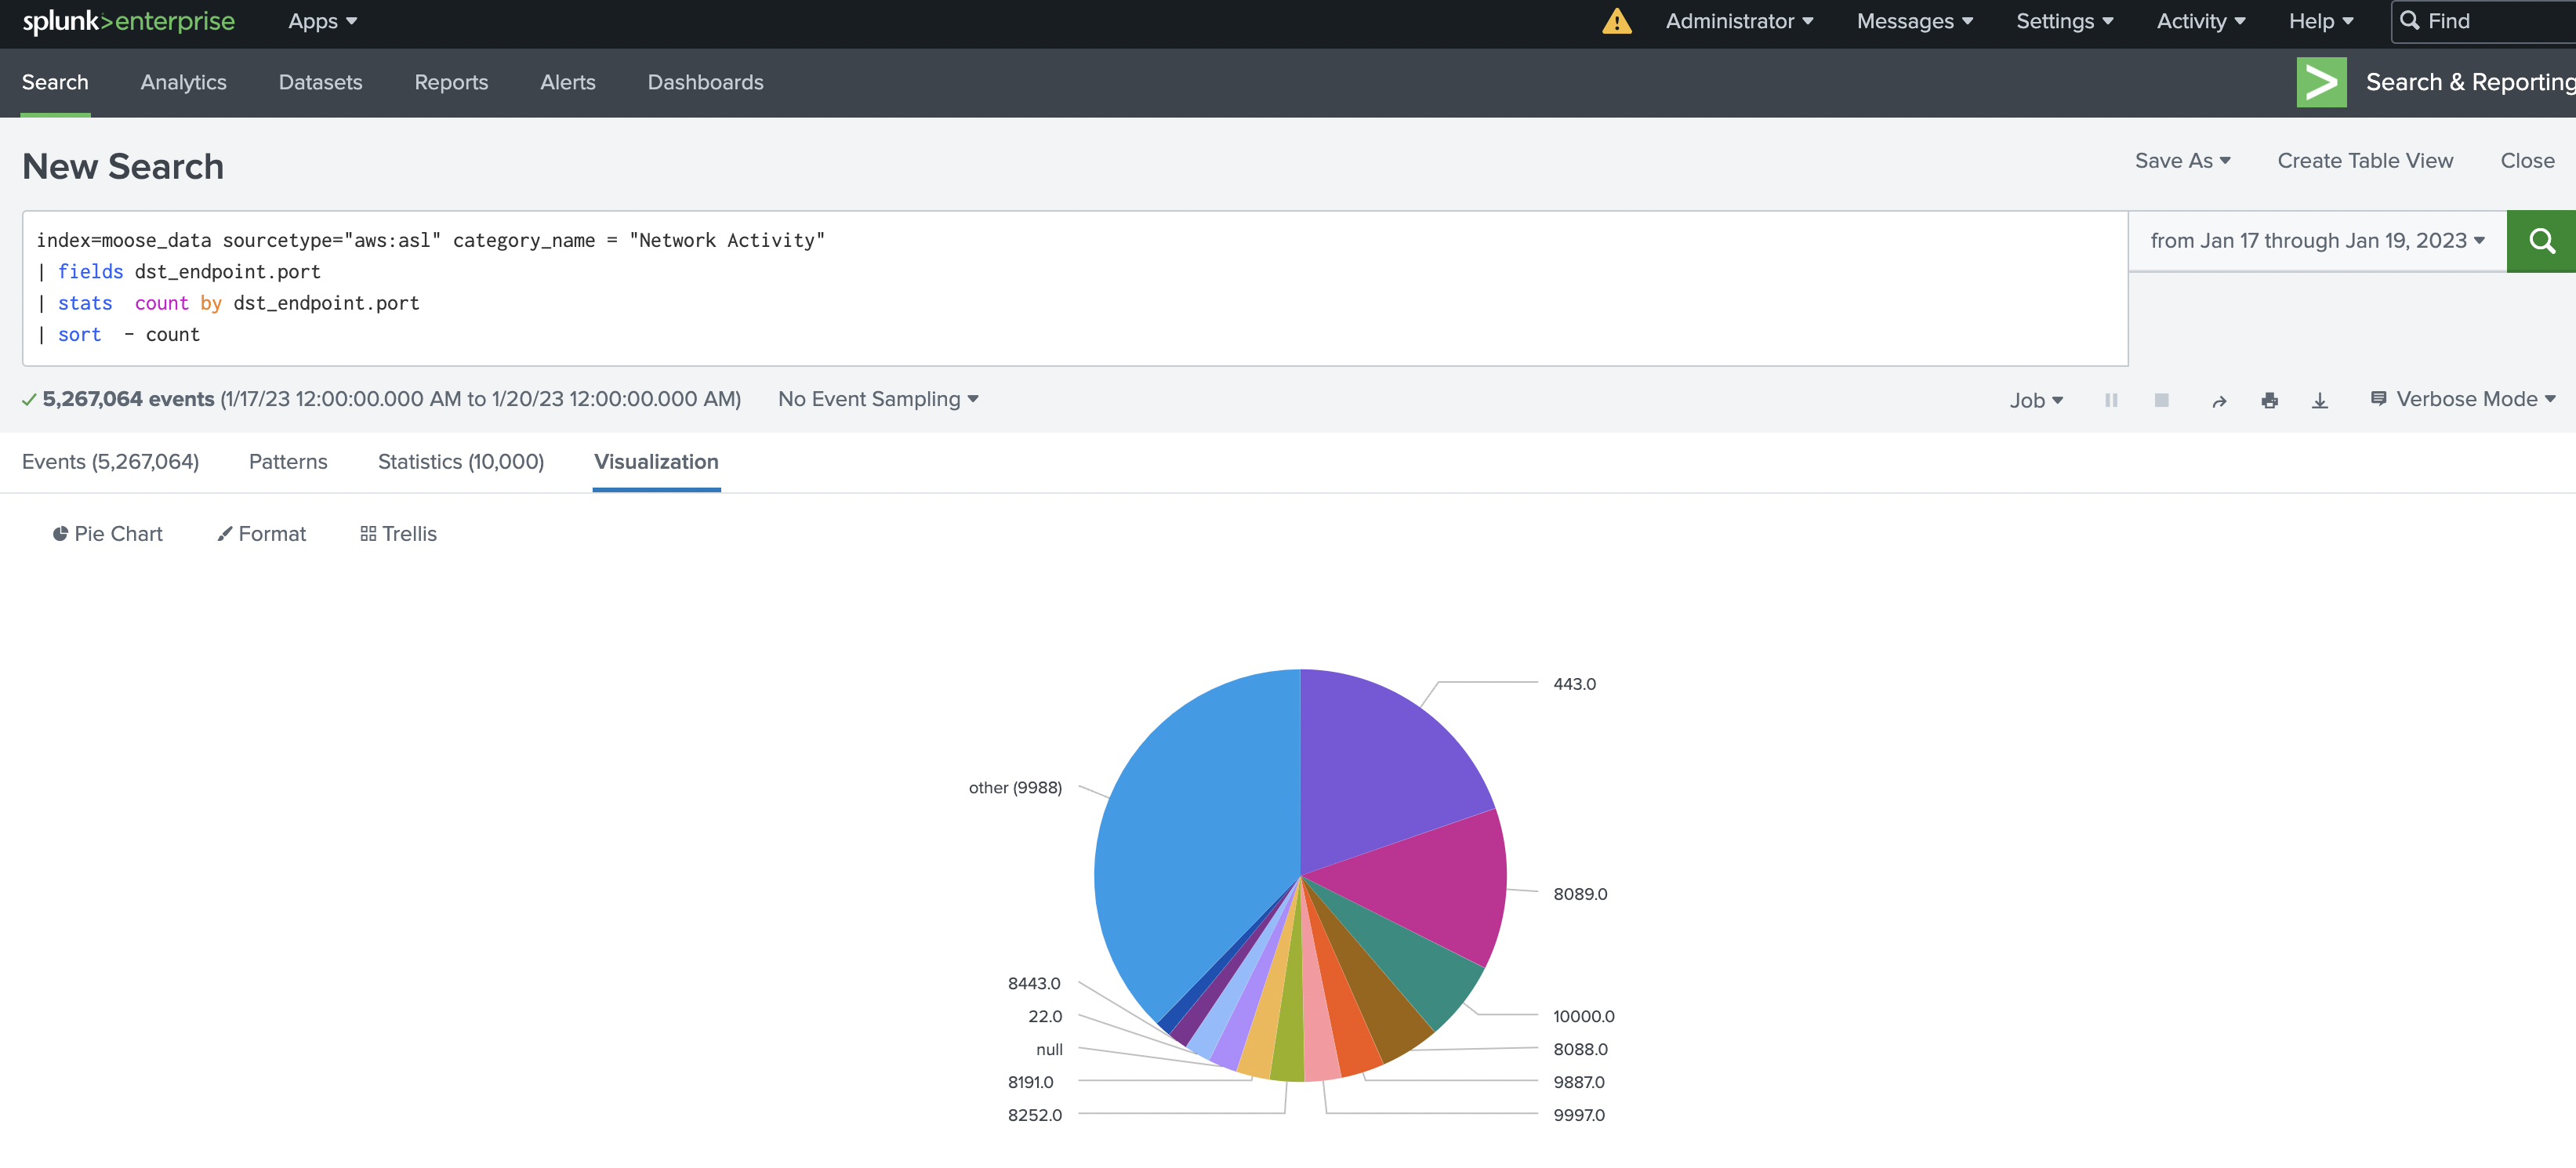 splunk>enterprise Apps Administrator Messages Settings Activity Help Find
Search Analytics Datasets Reports Alerts Dashboards Search & Reporting
New Search Save As Create Table View Close
index=moose_data sourcetype="aws:asl" category_name = "Network Activity" from Jan 17 through Jan 19, 2023
| fields dst_endpoint.port
| stats  count by dst_endpoint.port
| sort  - count
5,267,064 events (1/17/23 12:00:00.000 AM to 1/20/23 12:00:00.000 AM) No Event Sampling Job Verbose Mode
Events (5,267,064) Patterns Statistics (10,000) Visualization
Pie Chart Format Trellis
443.0
other (9988)
8089.0
8443.0
22.0 10000.0
null 8088.0
8191.0 9887.0
8252.0 9997.0